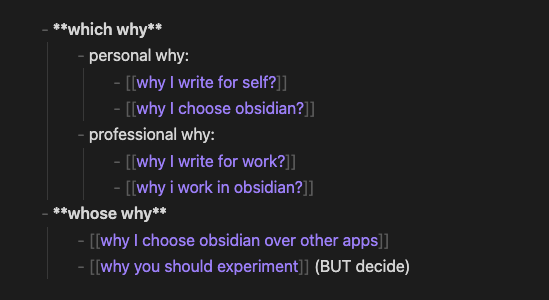 - **which why**
- personal why:
- [[why I write for self?]]
- [[why I choose obsidian?]]
- professional why:
- [[why I write for work?]]
- [[why i work in obsidian?]]
- **whose why**
- [[why I choose obsidian over other apps]]
- [[why you should experiment]] (BUT decide)